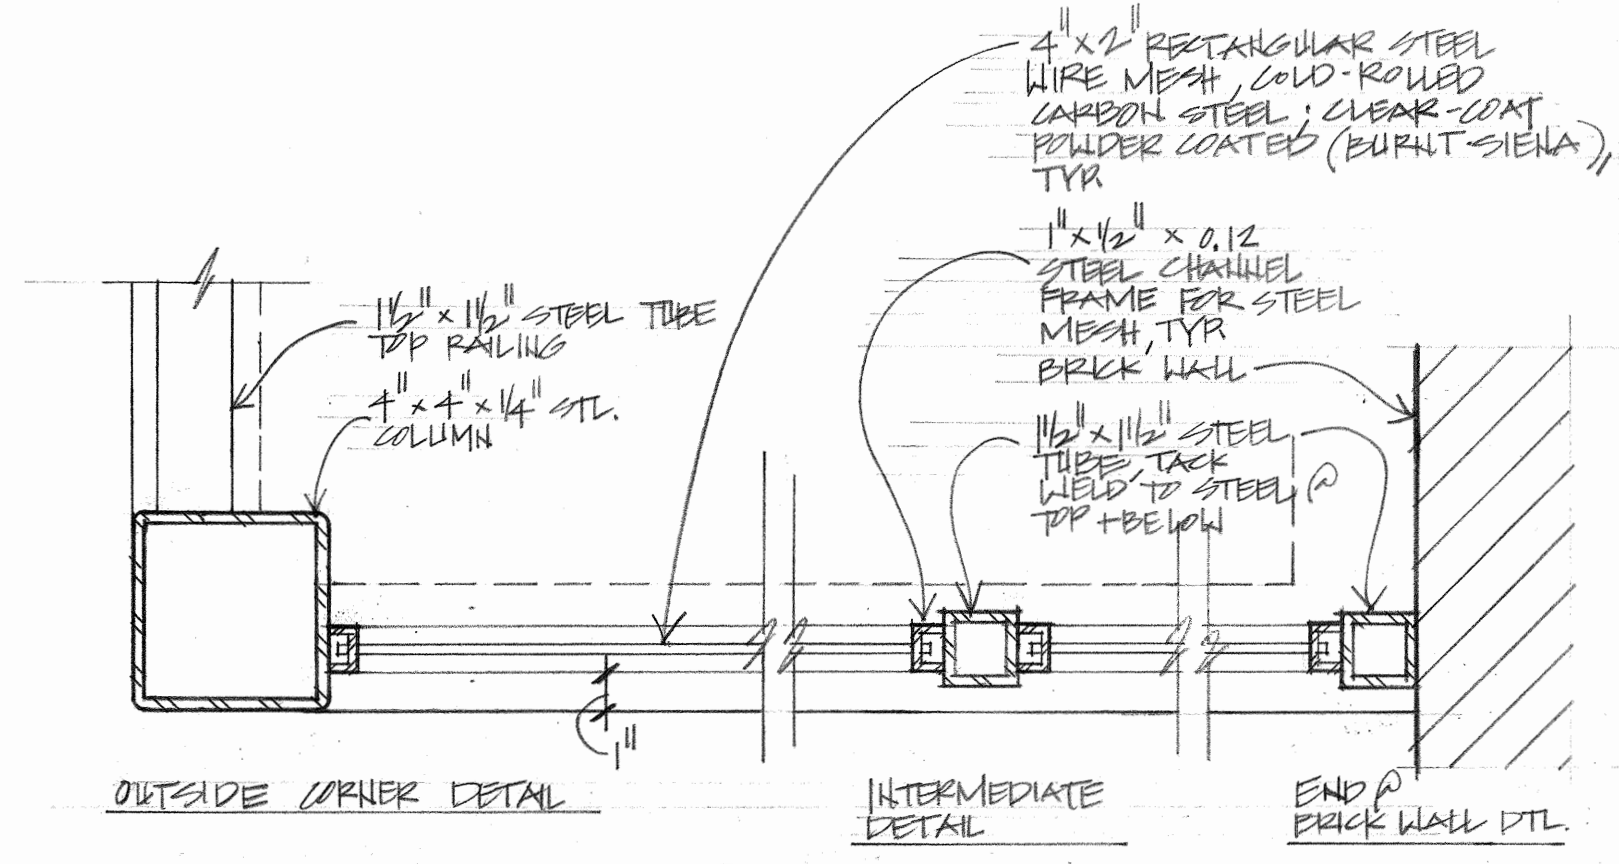 4"x2" RECTANGULAR STEEL
WIRE MESH, COLD-ROLLED
CARBON STEEL; CLEAR-COAT
POWDER COATED (BURNT SIENA),
TYP.
1"x1/2" x 0.12
STEEL CHANNEL
FRAME FOR STEEL
MESH, TYP.
BRICK WALL
1 1/2" x 1 1/2" STEEL
TUBE, TACK
WELD TO STEEL @
TOP + BELOW
1 1/2" x 1 1/2" STEEL TUBE
TOP RAILING
4" x 4" x 1/4" STL.
COLUMN
1"
OUTSIDE CORNER DETAIL
INTERMEDIATE
DETAIL
END @
BRICK WALL DTL.